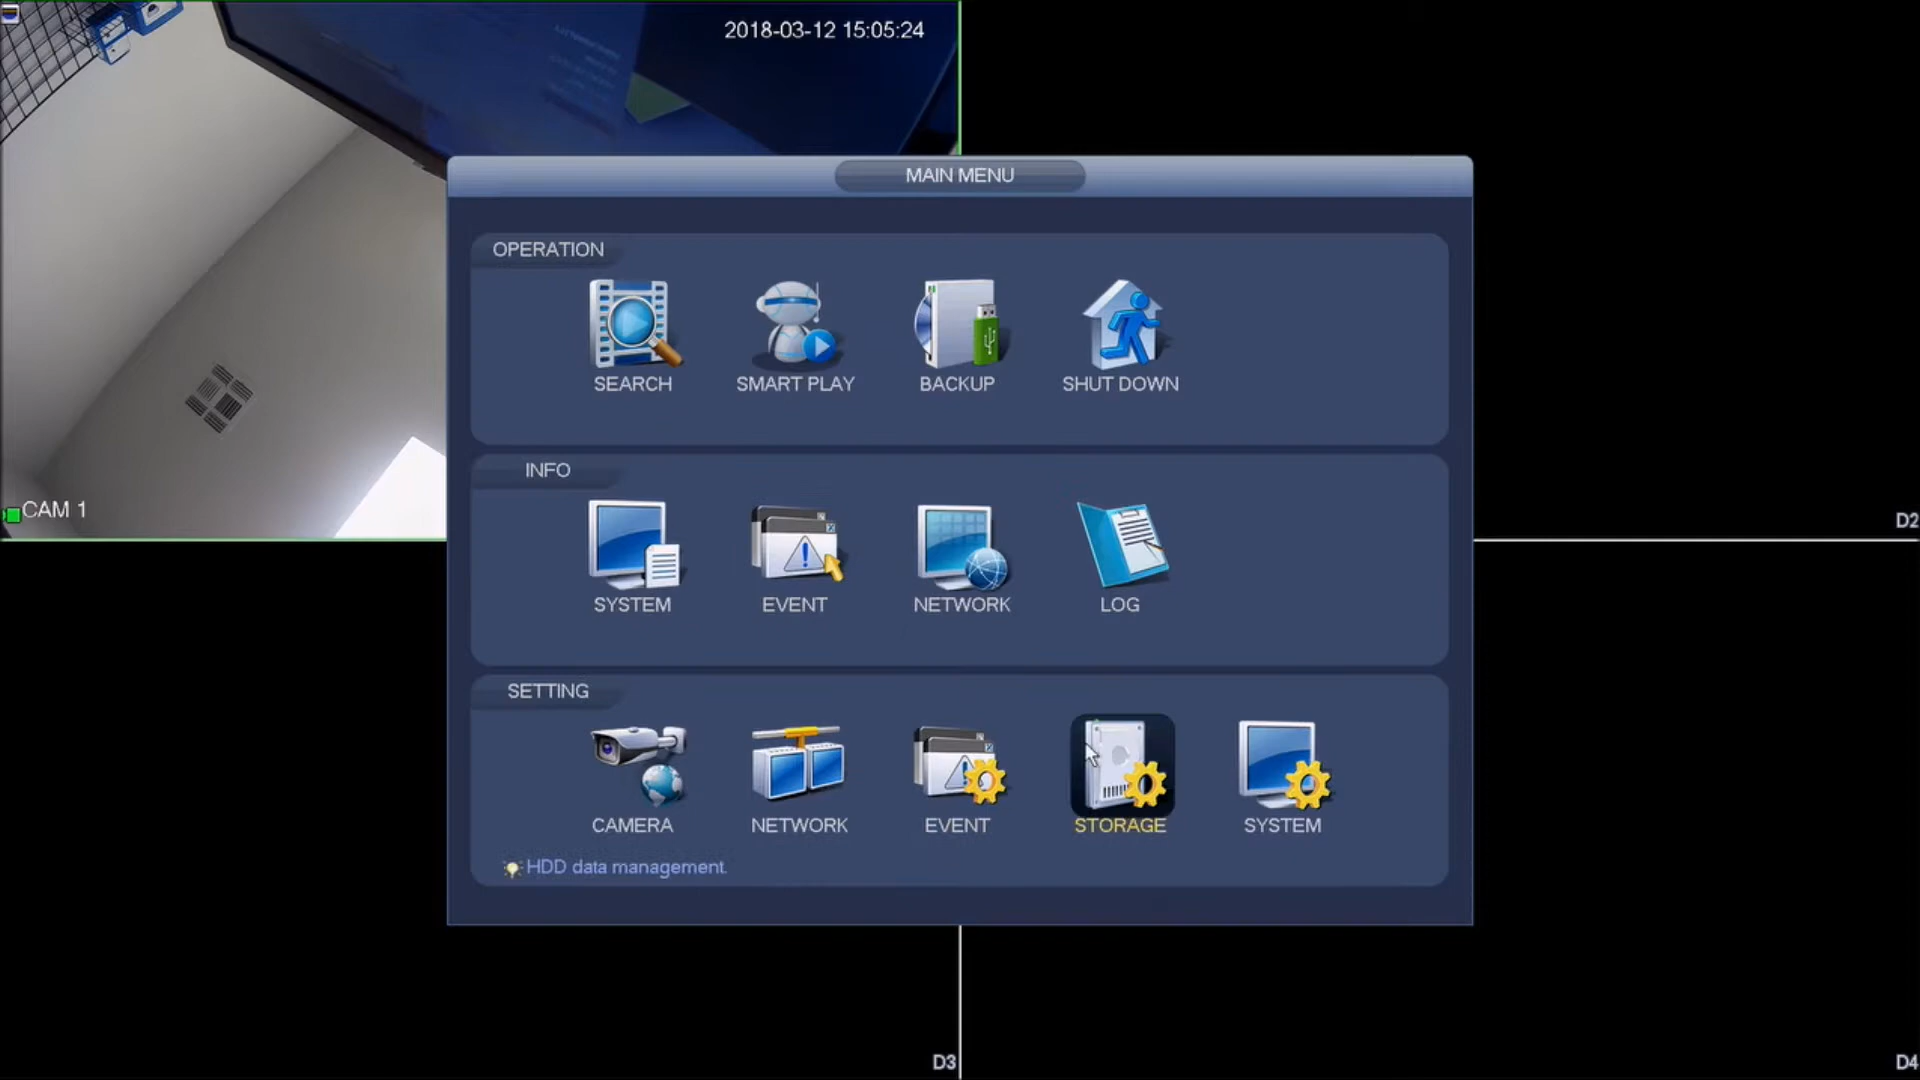 2018-03-12 15:05:24
MAIN MENU
OPERATION
SEARCH
SMART PLAY
BACKUP
SHUT DOWN
INFO
SYSTEM
EVENT
NETWORK
LOG
CAM 1
D2
SETTING
CAMERA
NETWORK
EVENT
STORAGE
SYSTEM
HDD data management.
D3
D4